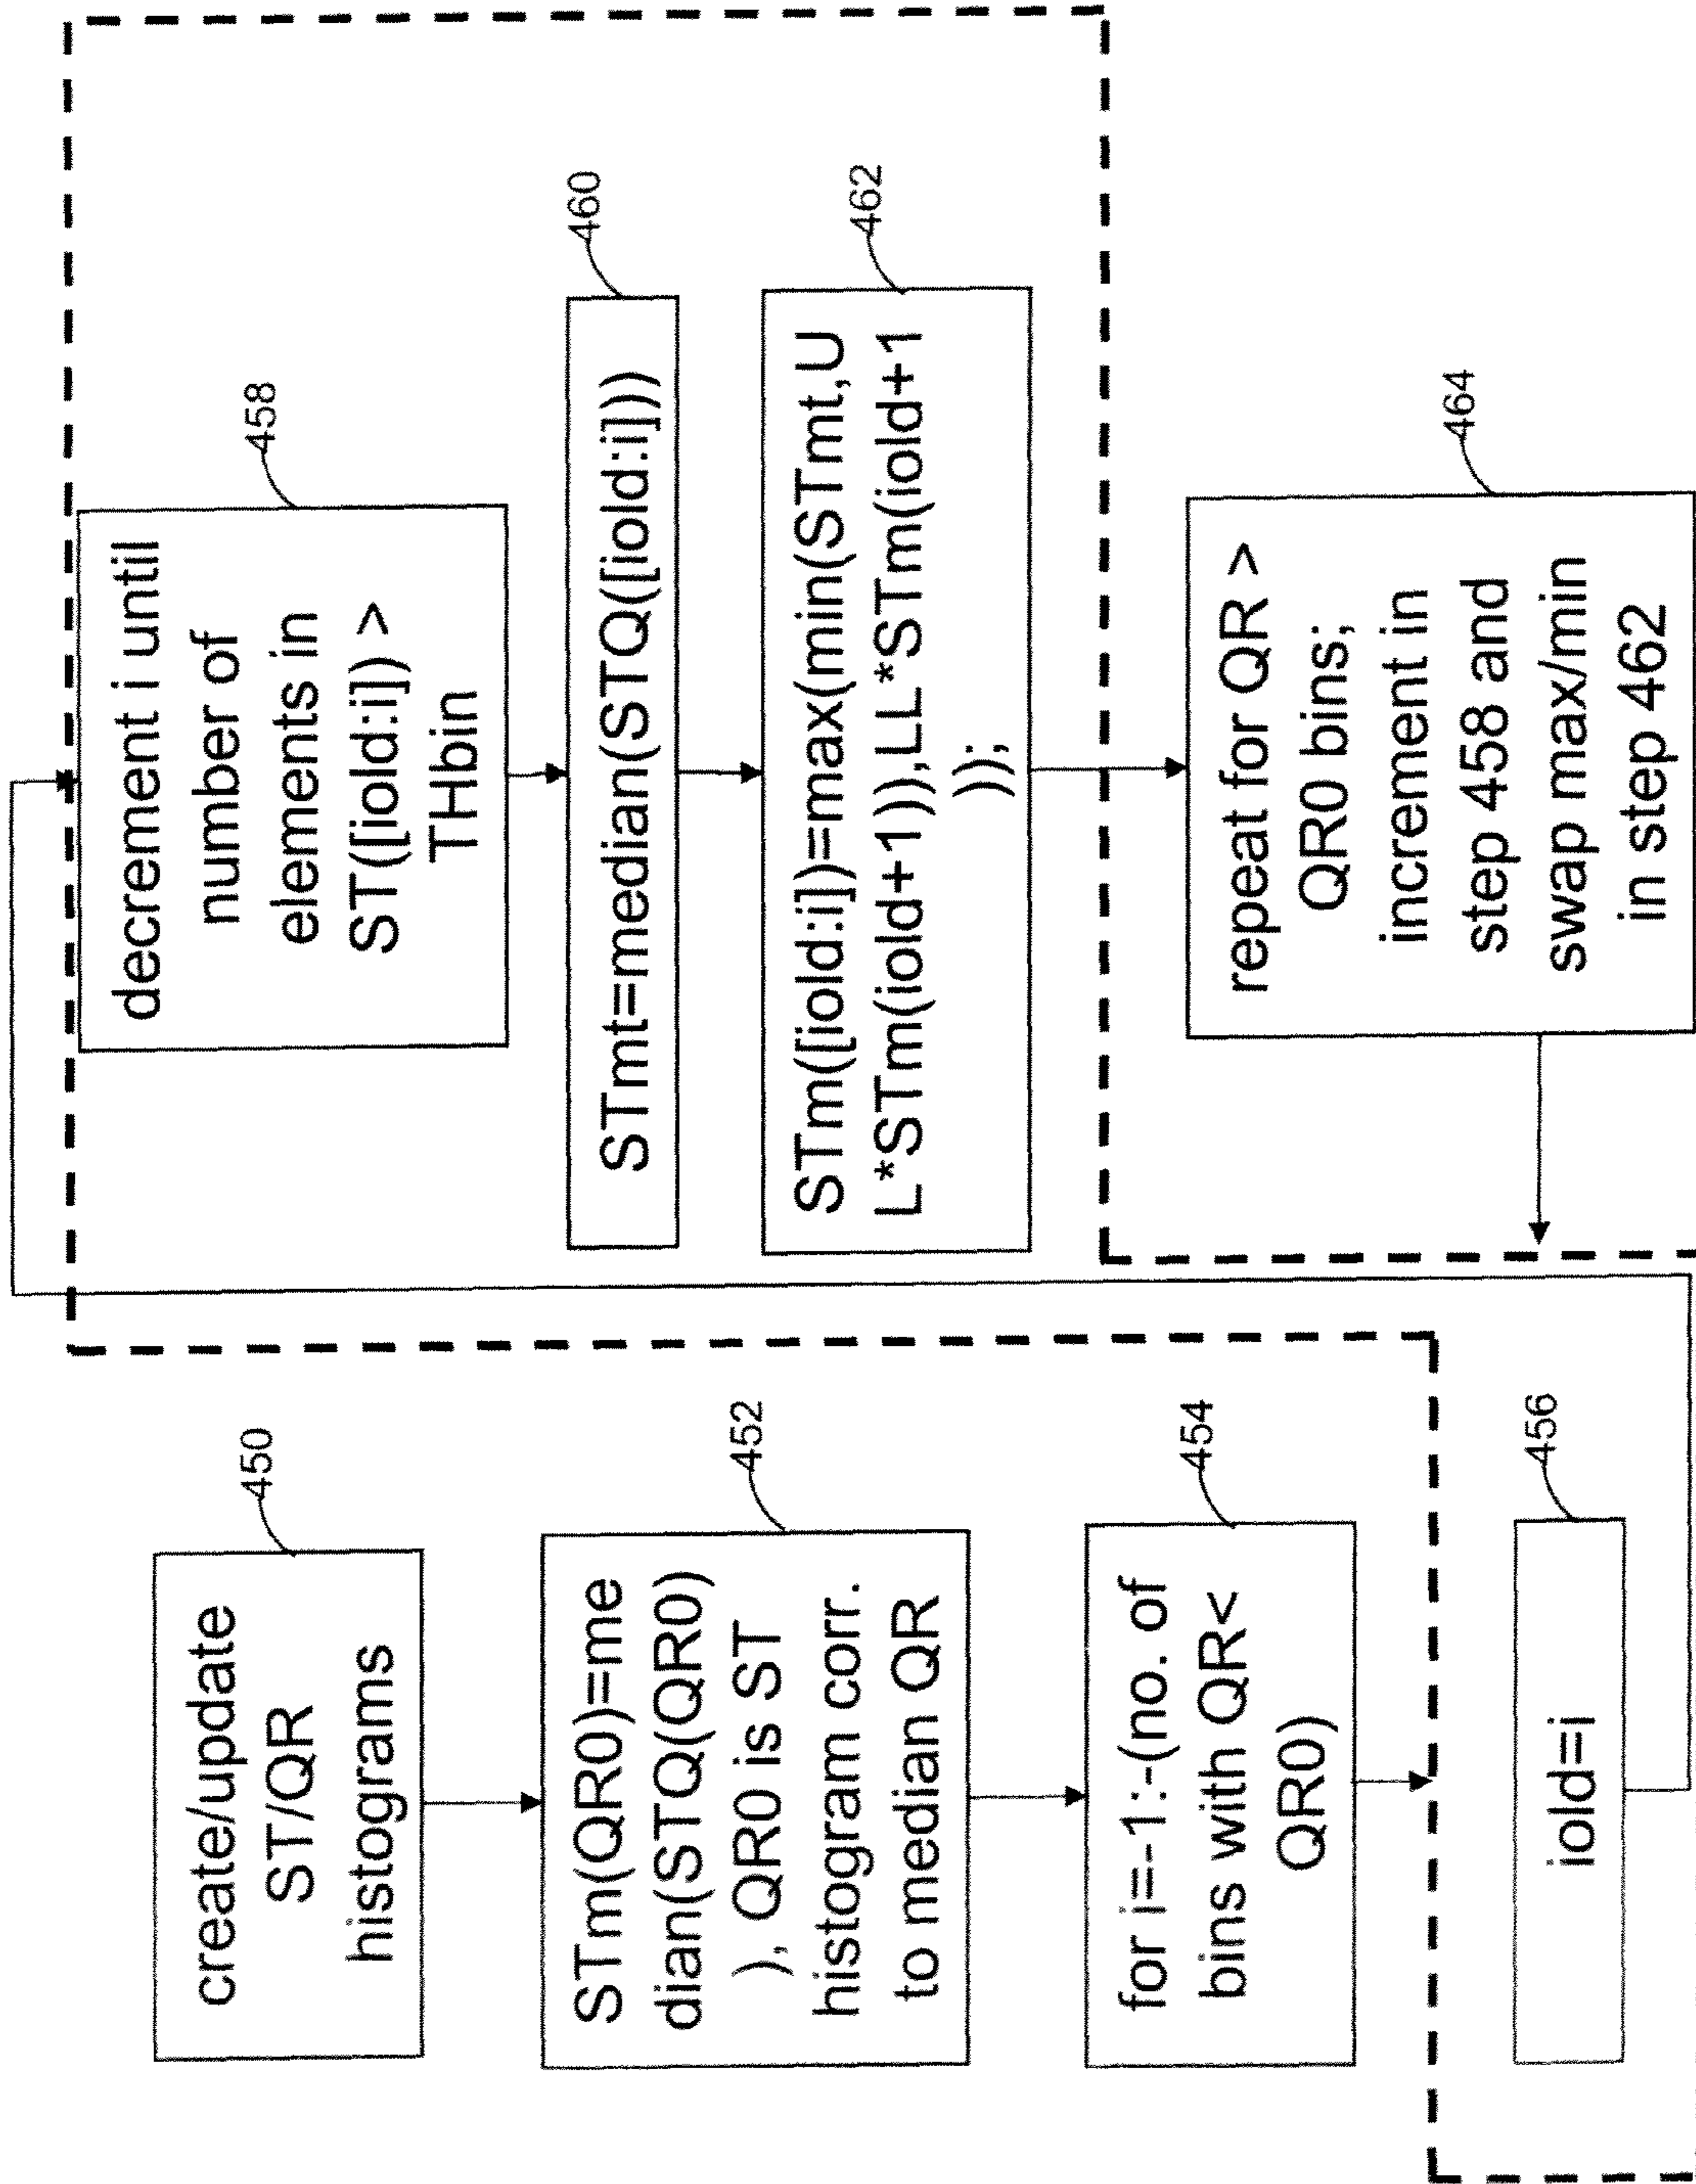 450
create/update
ST/QR
histograms
452
STm(QR0)=me
dian(STQ(QR0)
), QR0 is ST
histogram corr.
to median QR
454
for i=-1:-(no. of
bins with QR<
QR0)
456
iold=i
458
decrement i until
number of
elements in
ST([iold:i]) >
THbin
460
STmt=median(STQ([iold:i]))
462
STm([iold:i])=max(min(STmt,U
L*STm(iold+1)),LL*STm(iold+1
));
464
repeat for QR >
QR0 bins;
increment in
step 458 and
swap max/min
in step 462